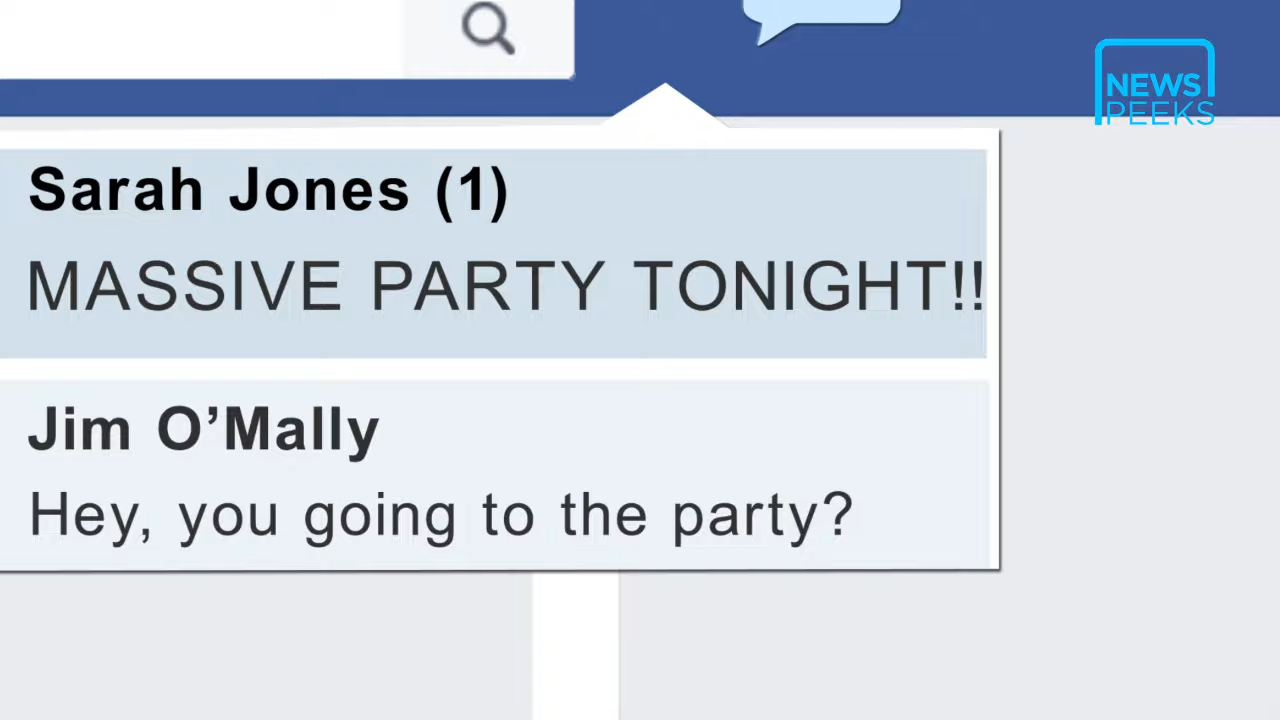 NEWS
PEEKS
Sarah Jones (1)
MASSIVE PARTY TONIGHT!!
Jim O’Mally
Hey, you going to the party?